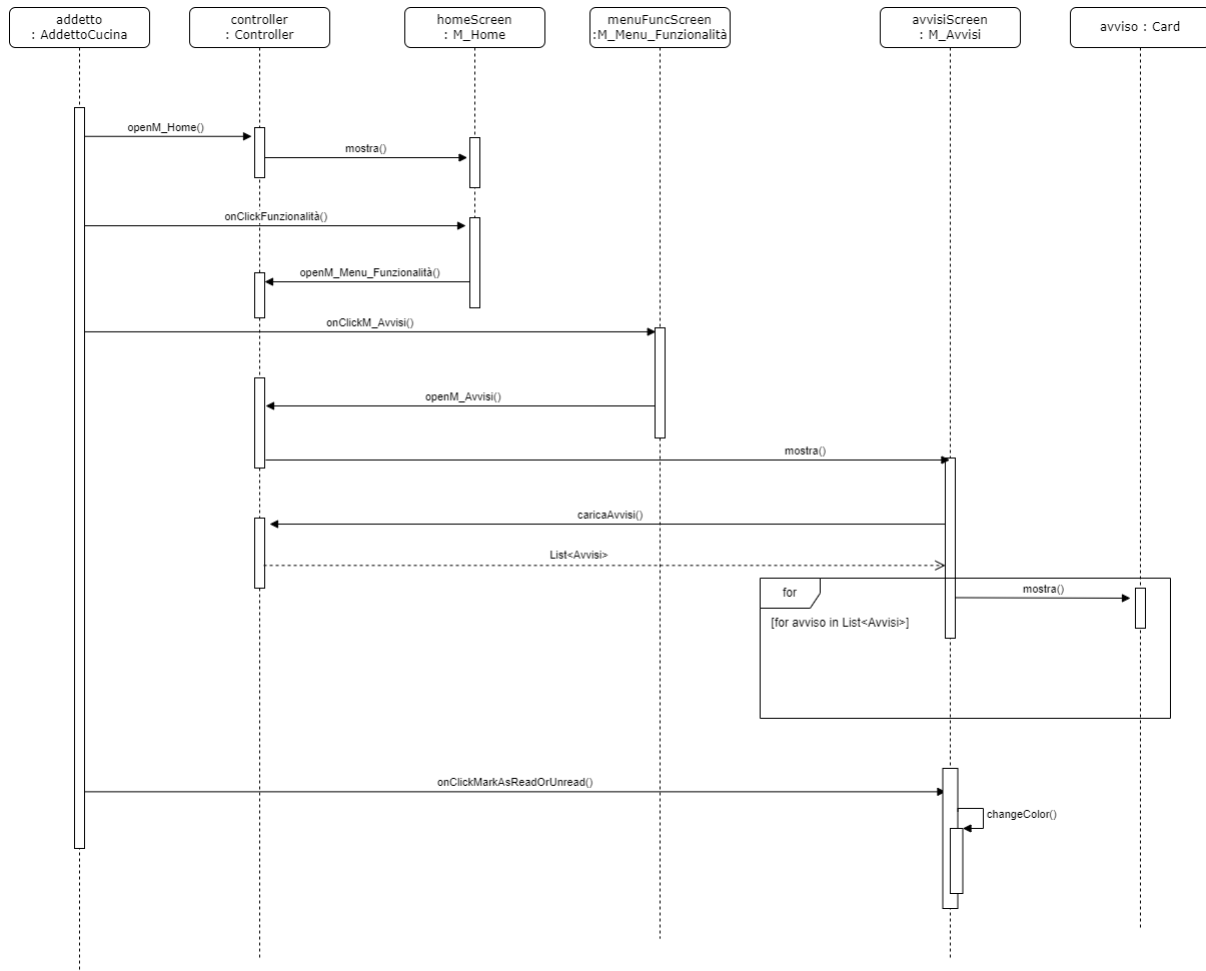 addetto
: AddettoCucina
controller
: Controller
homeScreen
: M_Home
menuFuncScreen
:M_Menu_Funzionalità
avvisiScreen
: M_Avvisi
avviso : Card
openM_Home()
mostra()
onClickFunzionalità()
openM_Menu_Funzionalità()
onClickM_Avvisi()
openM_Avvisi()
mostra()
caricaAvvisi()
List<Avvisi>
for
mostra()
[for avviso in List<Avvisi>]
onClickMarkAsReadOrUnread()
changeColor()